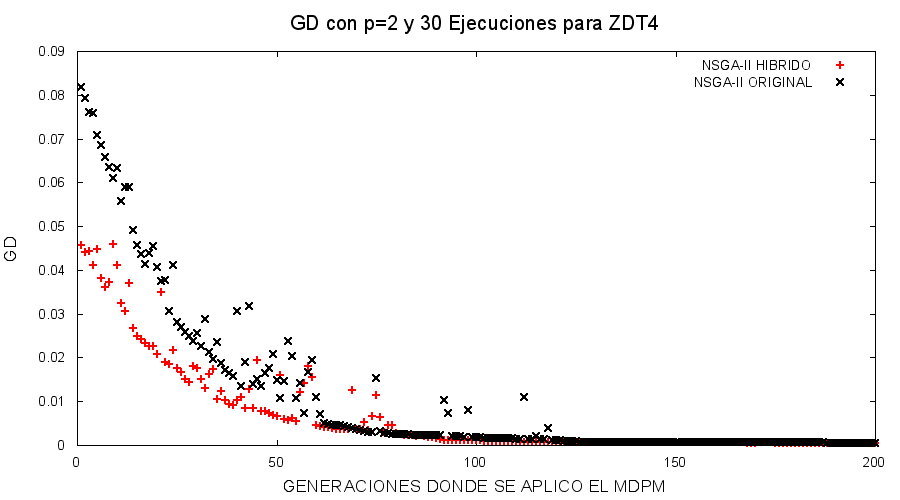 GD con p=2 y 30 Ejecuciones para ZDT4
NSGA-II HIBRIDO
NSGA-II ORIGINAL
0.09
0.08
0.07
0.06
0.05
0.04
0.03
0.02
0.01
0
GD
0 50 100 150 200
GENERACIONES DONDE SE APLICO EL MDPM